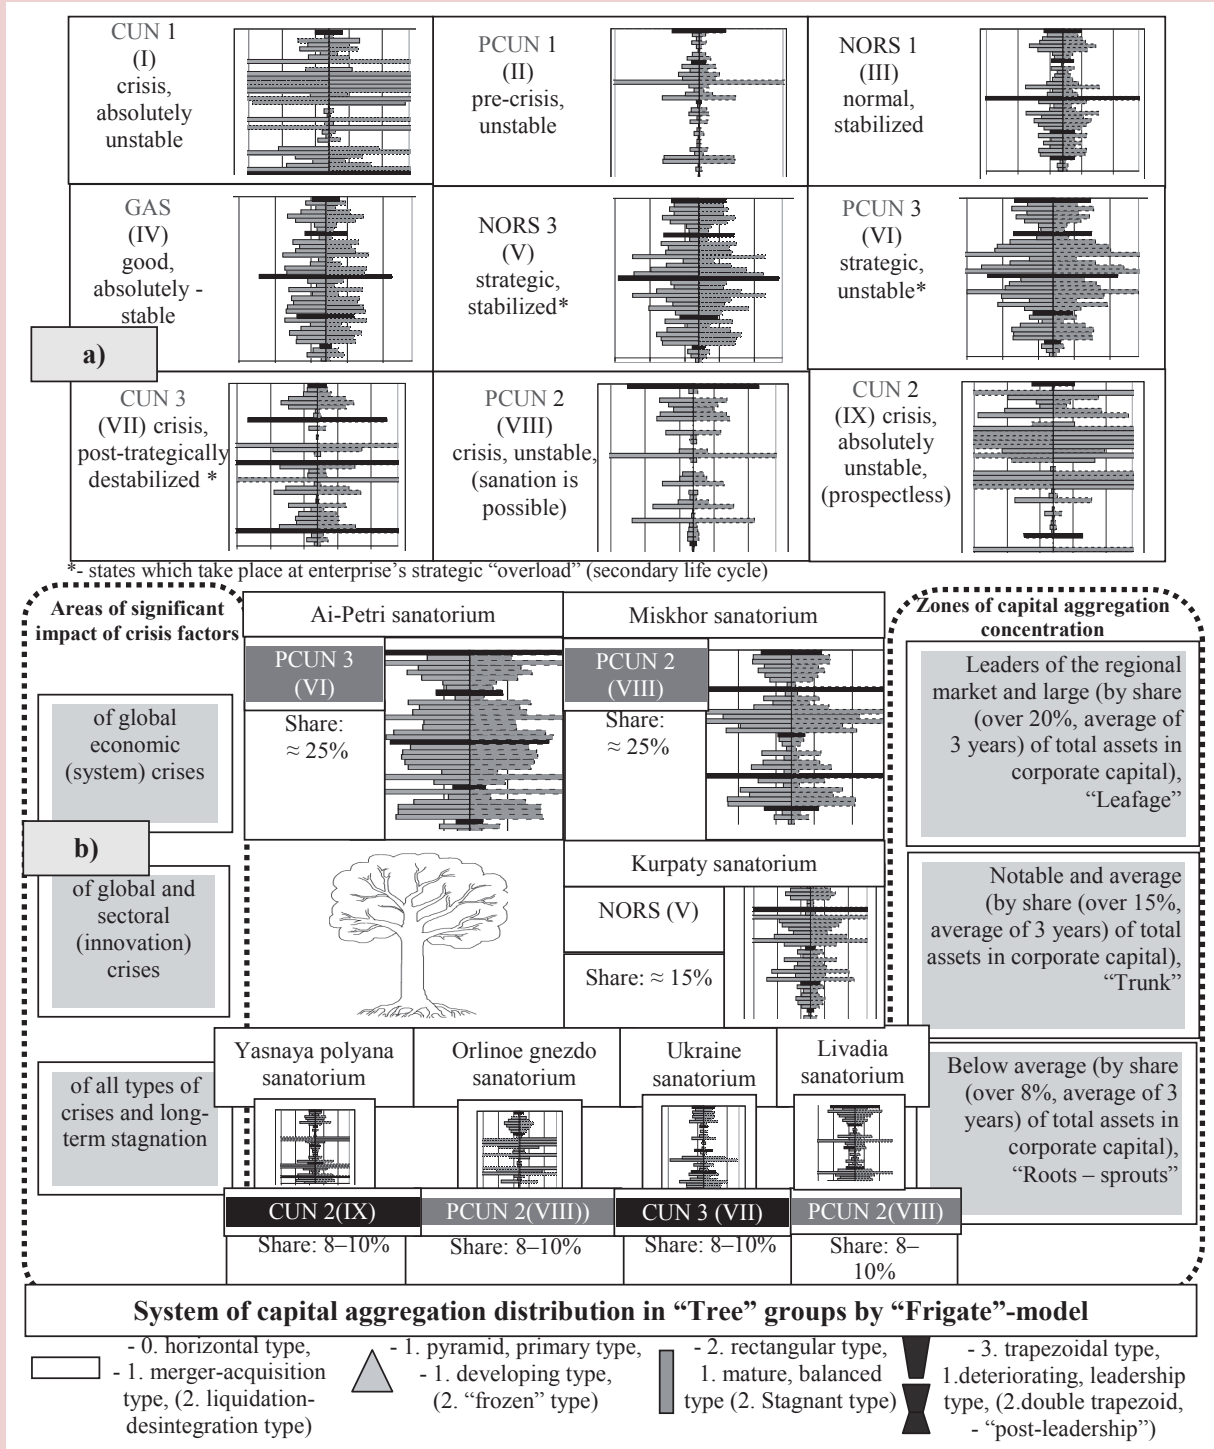 CUN 1
(I)
crisis,
absolutely
unstable
PCUN 1
(II)
pre-crisis,
unstable
NORS 1
(III)
normal,
stabilized
GAS
(IV)
good,
absolutely -
stable
NORS 3
(V)
strategic,
stabilized*
PCUN 3
(VI)
strategic,
unstable*
a)
CUN 3
(VII) crisis,
post-trategically
destabilized *
PCUN 2
(VIII)
crisis, unstable,
(sanation is
possible)
CUN 2
(IX) crisis,
absolutely
unstable,
(prospectless)
*- states which take place at enterprise's strategic “overload” (secondary life cycle)
Areas of significant
impact of crisis factors
Ai-Petri sanatorium
Miskhor sanatorium
Zones of capital aggregation
concentration
PCUN 3
(VI)
Share:
≈ 25%
PCUN 2
(VIII)
Share:
≈ 25%
of global
economic
(system) crises
Leaders of the regional
market and large (by share
(over 20%, average of
3 years) of total assets in
corporate capital),
“Leafage”
b)
of global and
sectoral
(innovation)
crises
Kurpaty sanatorium
NORS (V)
Share: ≈ 15%
Notable and average
(by share (over 15%,
average of 3 years) of total
assets in corporate capital),
“Trunk”
of all types of
crises and long-
term stagnation
Yasnaya polyana
sanatorium
Orlinoe gnezdo
sanatorium
Ukraine
sanatorium
Livadia
sanatorium
Below average (by share
(over 8%, average of 3
years) of total assets in
corporate capital),
“Roots – sprouts”
CUN 2(IX)
PCUN 2(VIII))
CUN 3 (VII)
PCUN 2(VIII)
Share: 8–10%
Share: 8–10%
Share: 8–10%
Share: 8–
10%
System of capital aggregation distribution in “Tree” groups by “Frigate”-model
- 0. horizontal type,
- 1. merger-acquisition
type, (2. liquidation-
desintegration type)
- 1. pyramid, primary type,
- 1. developing type,
(2. “frozen” type)
- 2. rectangular type,
1. mature, balanced
type (2. Stagnant type)
- 3. trapezoidal type,
1.deteriorating, leadership
type, (2.double trapezoid,
- “post-leadership”)